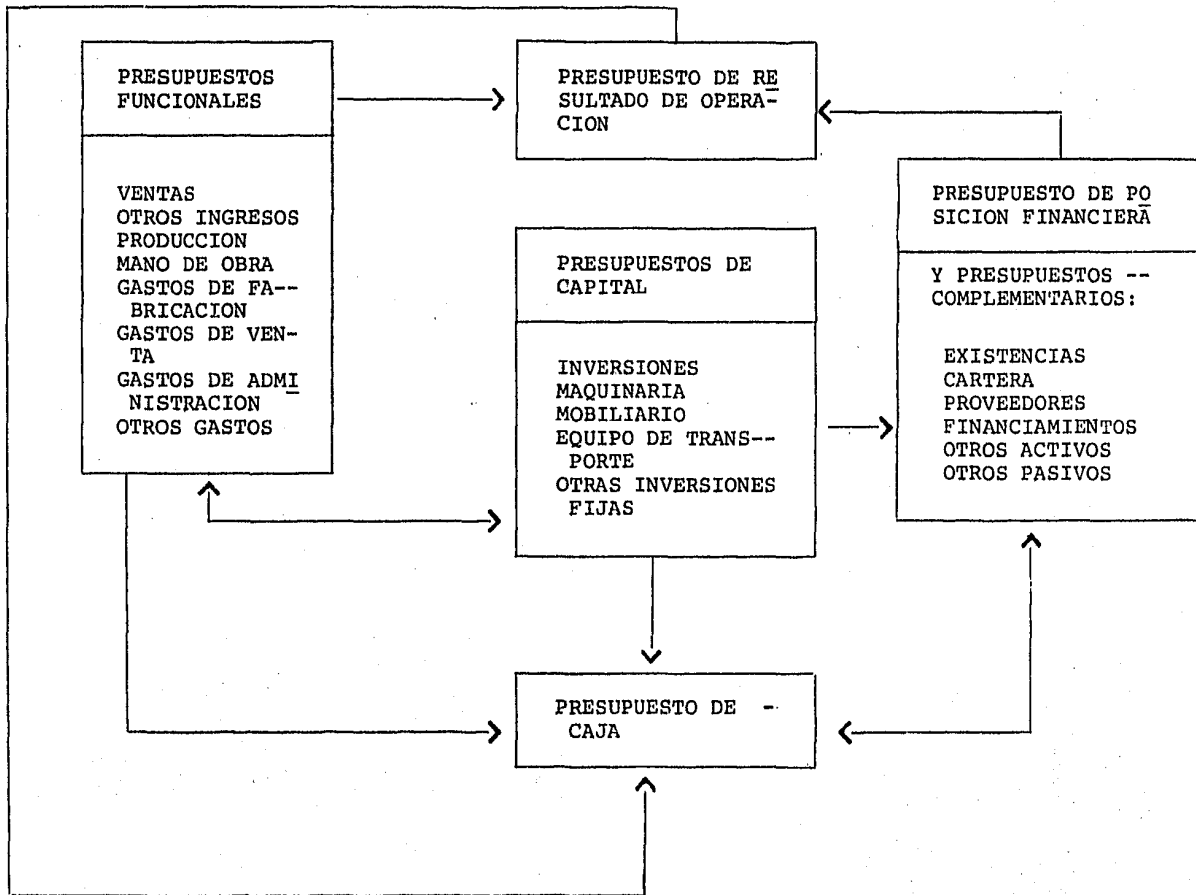 PRESUPUESTOS
FUNCIONALES
VENTAS
OTROS INGRESOS
PRODUCCION
MANO DE OBRA
GASTOS DE FA--
BRICACION
GASTOS DE VEN-
TA
GASTOS DE ADMI
NISTRACION
OTROS GASTOS
PRESUPUESTO DE RE
SULTADO DE OPERA-
CION
PRESUPUESTOS DE
CAPITAL
INVERSIONES
MAQUINARIA
MOBILIARIO
EQUIPO DE TRANS--
PORTE
OTRAS INVERSIONES
FIJAS
PRESUPUESTO DE PO
SICION FINANCIERA
Y PRESUPUESTOS --
COMPLEMENTARIOS:
EXISTENCIAS
CARTERA
PROVEEDORES
FINANCIAMIENTOS
OTROS ACTIVOS
OTROS PASIVOS
PRESUPUESTO DE -
CAJA